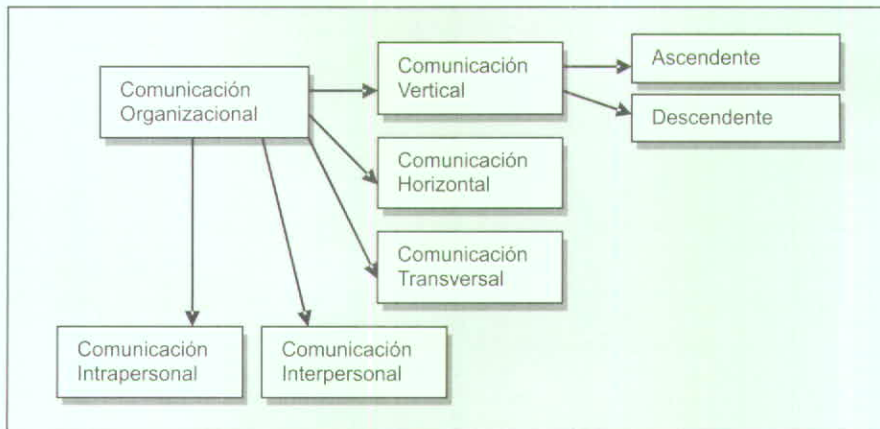 Comunicación
Organizacional
Comunicación
Vertical
Ascendente
Descendente
Comunicación
Horizontal
Comunicación
Transversal
Comunicación
Intrapersonal
Comunicación
Interpersonal